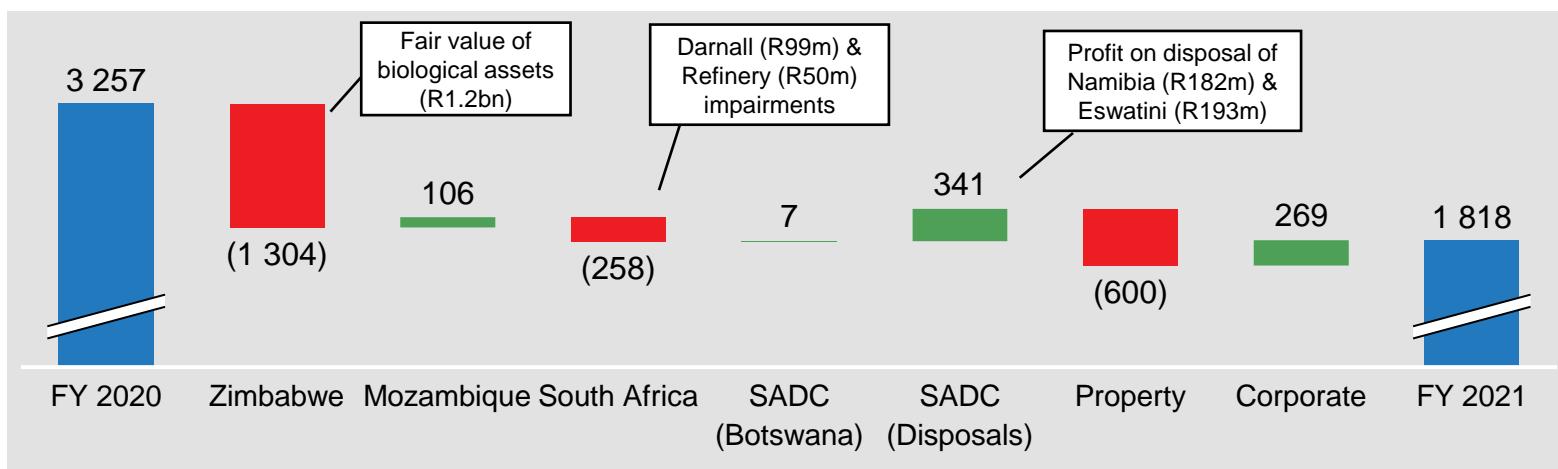 Fair value of
biological assets
(R1.2bn)
Darnall (R99m) &
Refinery (R50m)
impairments
Profit on disposal of
Namibia (R182m) &
Eswatini (R193m)
3 257
(1 304)
106
(258)
7
341
(600)
269
1 818
FY 2020
Zimbabwe
Mozambique
South Africa
SADC
(Botswana)
SADC
(Disposals)
Property
Corporate
FY 2021